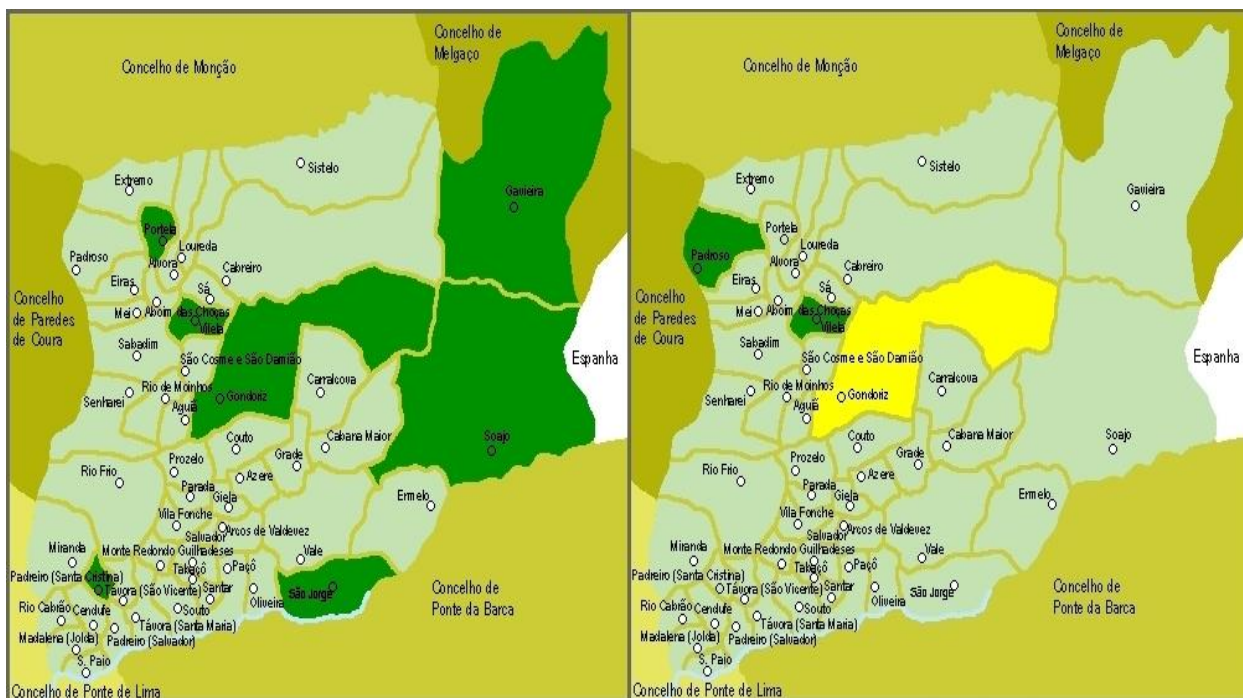 Concelho de
Melgaço
Concelho de Monção
Sistelo
Extremo
Gavieira
Portela
Loureda
Padroso
Alvora
Cabreiro
Eiras
Sá
Concelho
de Paredes
de Coura
Mei
Aboim das Choças
Vilela
Sabadim
São Cosme e São Damião
Espanha
Rio de Moinhos
Carralcova
Senharei
Gondoriz
Aguiã
Couto
Cabana Maior
Soajo
Prozelo
Grade
Rio Frio
Azere
Parada
Giela
Ermelo
Vila Fonche
Arcos de Valdevez
Salvador
Miranda
Monte Redondo
Guilhadeses
Vale
Padreiro (Santa Cristina)
Tabaçô
Paçô
Távora (São Vicente)
Santar
São Jorge
Concelho de
Ponte da Barca
Rio Cabrão
Cendufe
Souto
Oliveira
Távora (Santa Maria)
Madalena (Jolda)
Padreiro (Salvador)
S. Paio
Concelho de Ponte de Lima
Concelho de
Melgaço
Concelho de Monção
Sistelo
Extremo
Gavieira
Portela
Loureda
Padroso
Alvora
Cabreiro
Eiras
Sá
Concelho
de Paredes
de Coura
Mei
Aboim das Choças
Vilela
Sabadim
São Cosme e São Damião
Espanha
Rio de Moinhos
Carralcova
Senharei
Gondoriz
Aguiã
Couto
Cabana Maior
Soajo
Prozelo
Grade
Rio Frio
Azere
Parada
Giela
Ermelo
Vila Fonche
Arcos de Valdevez
Salvador
Miranda
Monte Redondo
Guilhadeses
Vale
Padreiro (Santa Cristina)
Tabaçô
Paçô
Távora (São Vicente)
Santar
São Jorge
Concelho de
Ponte da Barca
Rio Cabrão
Cendufe
Souto
Oliveira
Távora (Santa Maria)
Madalena (Jolda)
Padreiro (Salvador)
S. Paio
Concelho de Ponte de Lima